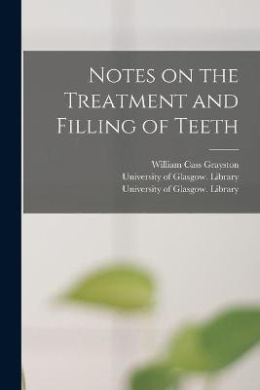 Notes on the
Treatment and
Filling of Teeth
William Cass Grayston
University of Glasgow. Library
University of Glasgow. Library